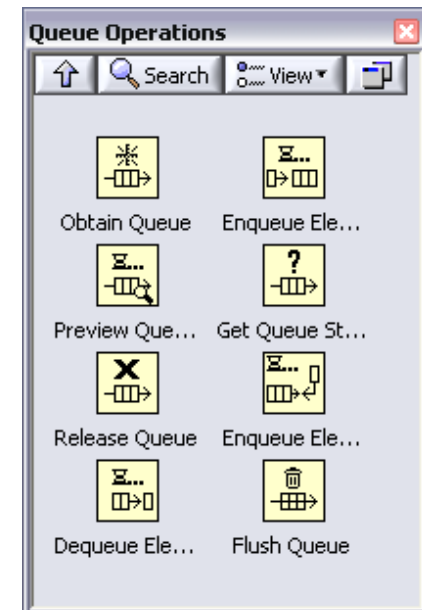 Queue Operations
Search View
Obtain Queue Enqueue Ele...
Preview Que... Get Queue St...
?
Release Queue Enqueue Ele...
Dequeue Ele... Flush Queue